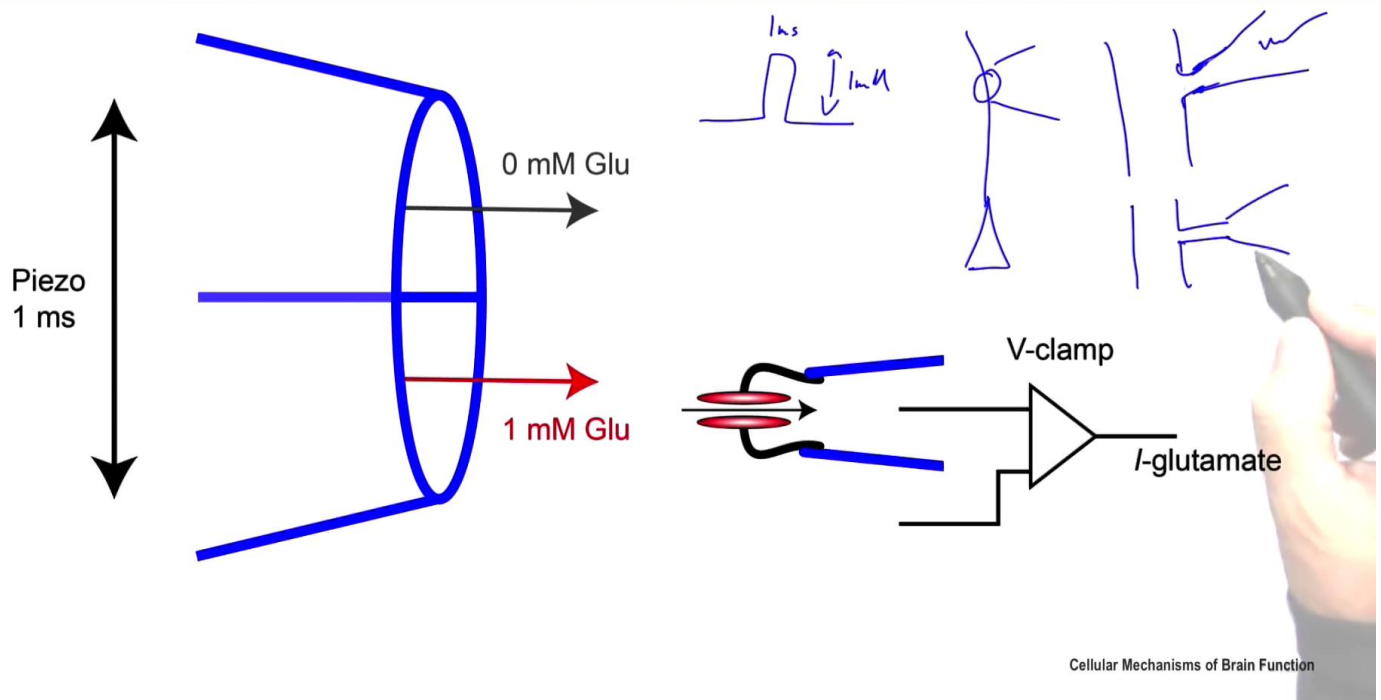 1ms
1mM
0 mM Glu
Piezo
1 ms
1 mM Glu
V-clamp
I-glutamate
Cellular Mechanisms of Brain Function